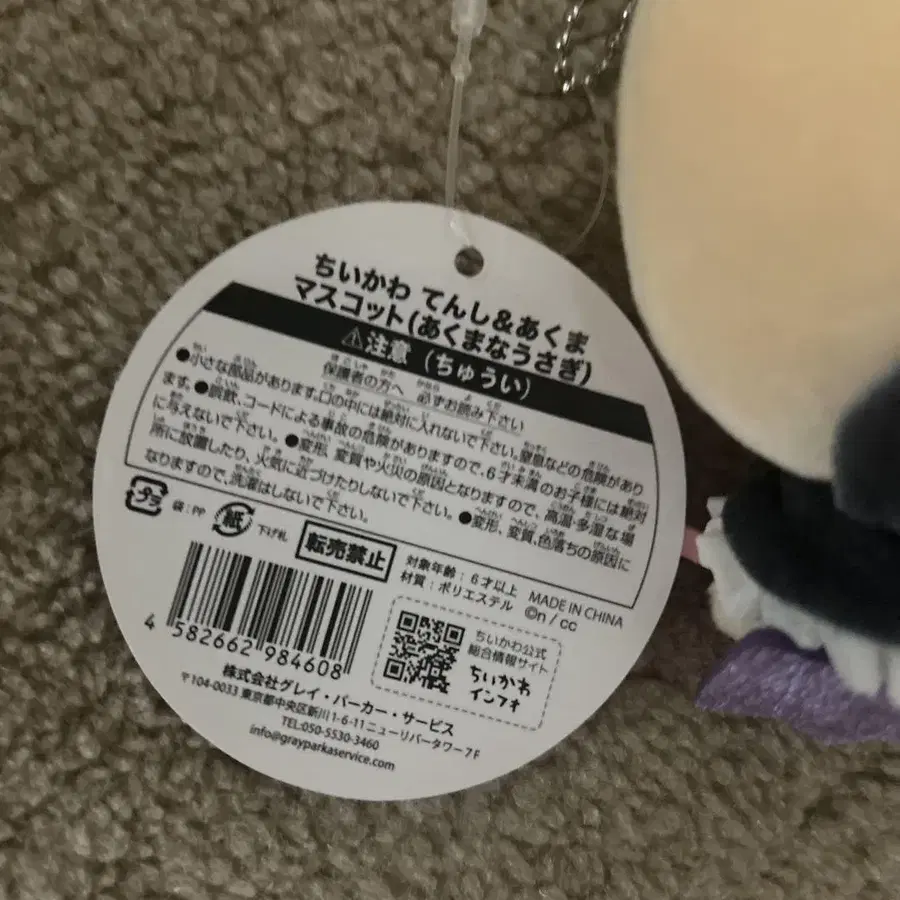 ちいかわ てんし&あくま
マスコット(あくまなうさぎ)
⚠注意(ちゅうい)
保護者の方へ 必ずお読み下さい
●小さな部品があります。口の中には絶対に入れないで下さい。窒息などの危険があり
ます。●誤飲、コードによる事故の危険がありますので、6才未満のお子様には絶対
に与えないで下さい。●変形、変質や火災の原因となりますので、高温・多湿な場
所に放置したり、火気に近づけたりしないで下さい。●変形、変質、色落ちの原因に
なりますので、洗濯はしないで下さい。
プラ 袋:PP 紙 下げ札 転売禁止
対象年齢:6才以上
材質:ポリエステル
MADE IN CHINA
©n / cc
4 582662 984608
ちいかわ公式
総合情報サイト
ちいかわ
インフォ
株式会社グレイ・パーカー・サービス
〒104-0033 東京都中央区新川1-6-11ニューリバータワー7F
TEL:050-5530-3460
info@grayparkaservice.com